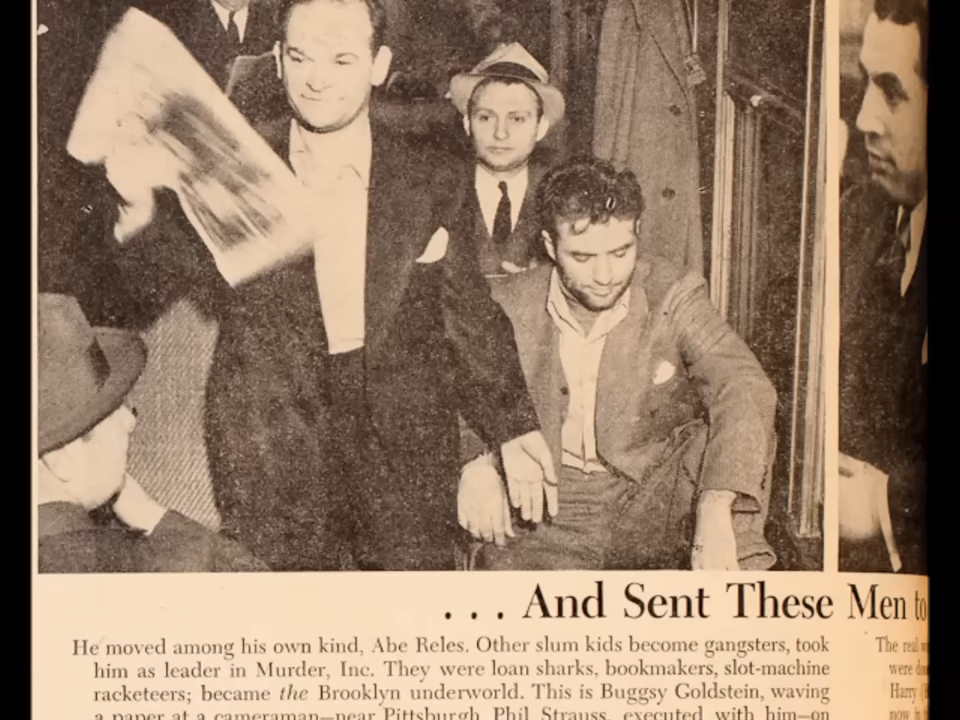 . . . And Sent These Men to
He moved among his own kind, Abe Reles. Other slum kids become gangsters, took
him as leader in Murder, Inc. They were loan sharks, bookmakers, slot-machine
racketeers; became the Brooklyn underworld. This is Buggsy Goldstein, waving
a paper at a cameraman—near Pittsburgh Phil Strauss, executed with him—on
The real
were
Harry
now in